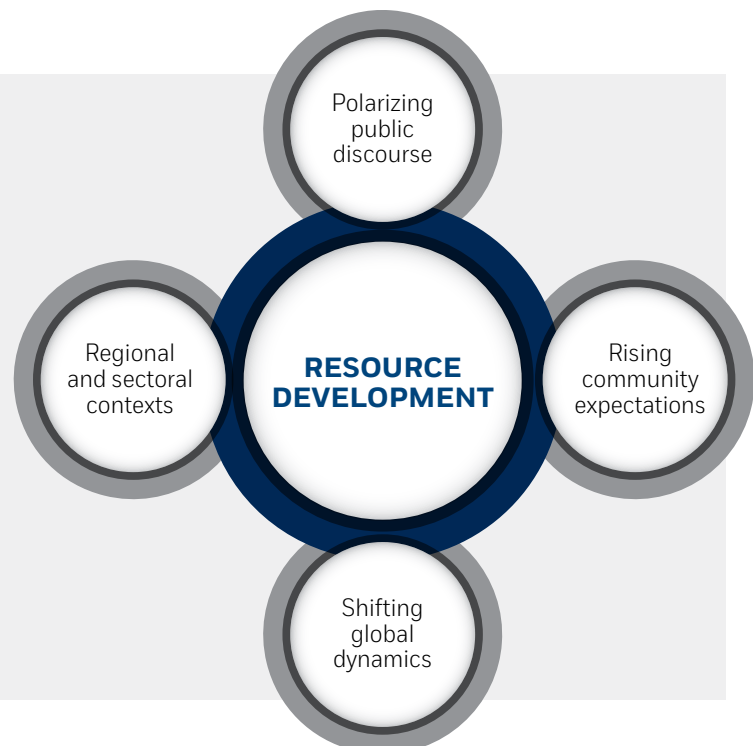 Polarizing
public
discourse
Regional
and sectoral
contexts
RESOURCE
DEVELOPMENT
Rising
community
expectations
Shifting
global
dynamics